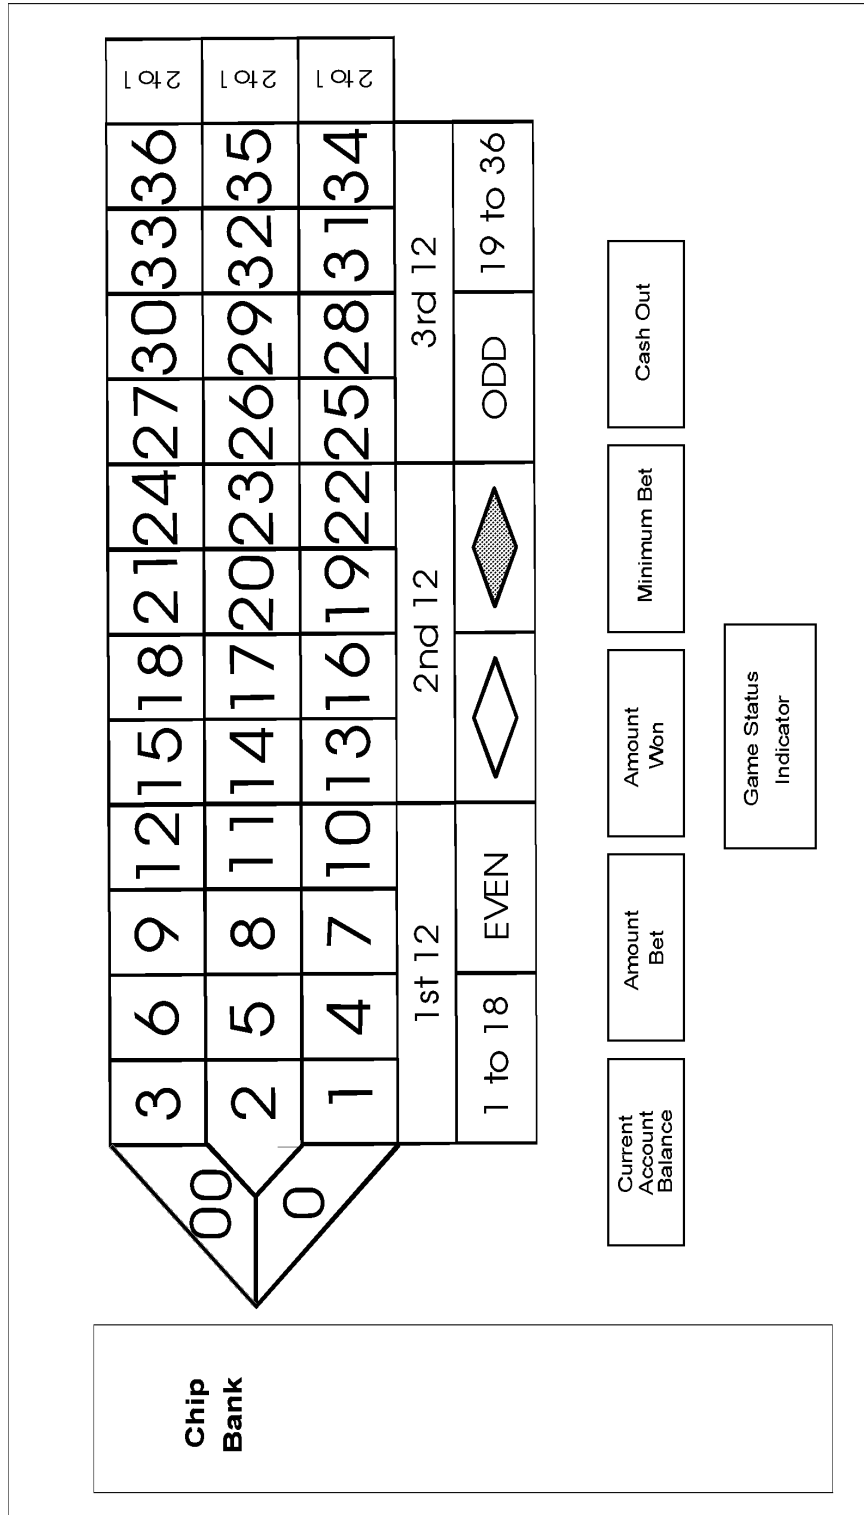 3 6 9 12 15 18 21 24 27 30 33 36 2 to 1
00 2 5 8 11 14 17 20 23 26 29 32 35 2 to 1
0 1 4 7 10 13 16 19 22 25 28 31 34 2 to 1
1st 12 2nd 12 3rd 12
1 to 18 EVEN ODD 19 to 36
Chip
Bank
Current
Account
Balance
Amount
Bet
Amount
Won
Minimum Bet
Cash Out
Game Status
Indicator